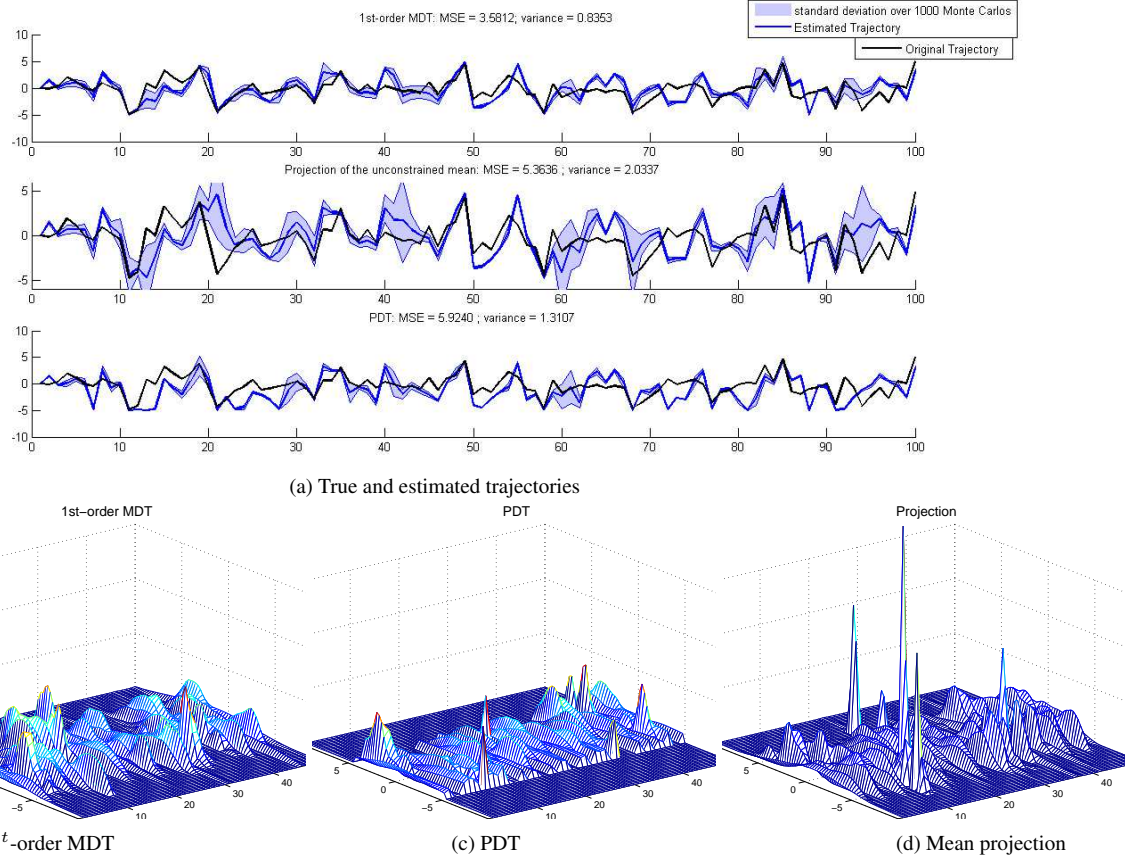 1st-order MDT: MSE = 3.5812; variance = 0.8353
standard deviation over 1000 Monte Carlos
Estimated Trajectory
Original Trajectory
10
5
0
-5
-10
0 10 20 30 40 50 60 70 80 90 100
Projection of the unconstrained mean: MSE = 5.3636 ; variance = 2.0337
5
0
-5
0 10 20 30 40 50 60 70 80 90 100
PDT: MSE = 5.9240 ; variance = 1.3107
10
5
0
-5
-10
0 10 20 30 40 50 60 70 80 90 100
(a) True and estimated trajectories
1st−order MDT
−5
10
20
30
40
PDT
5
0
−5
10
20
30
40
Projection
5
0
−5
10
20
30
40
t-order MDT
(c) PDT
(d) Mean projection